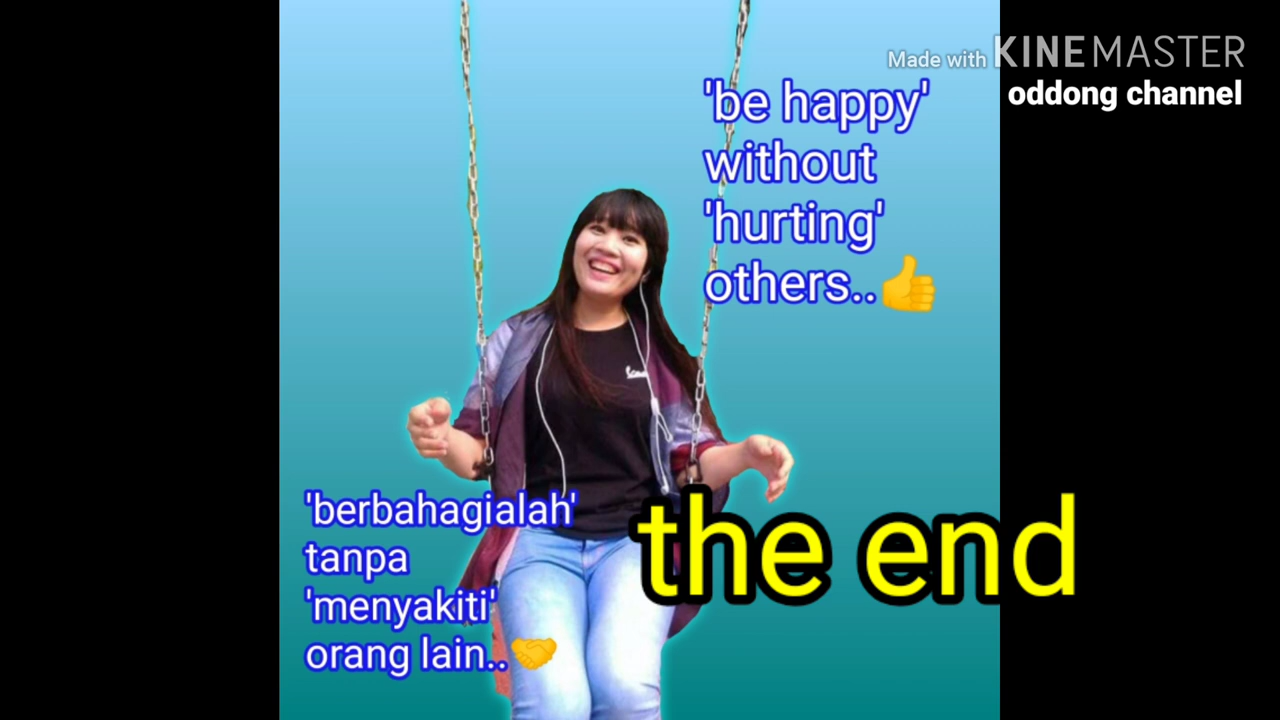 Made with KINEMASTER
oddong channel
'be happy'
without
'hurting'
others..👍
'berbahagialah'
tanpa
'menyakiti'
orang lain..🤝
the end